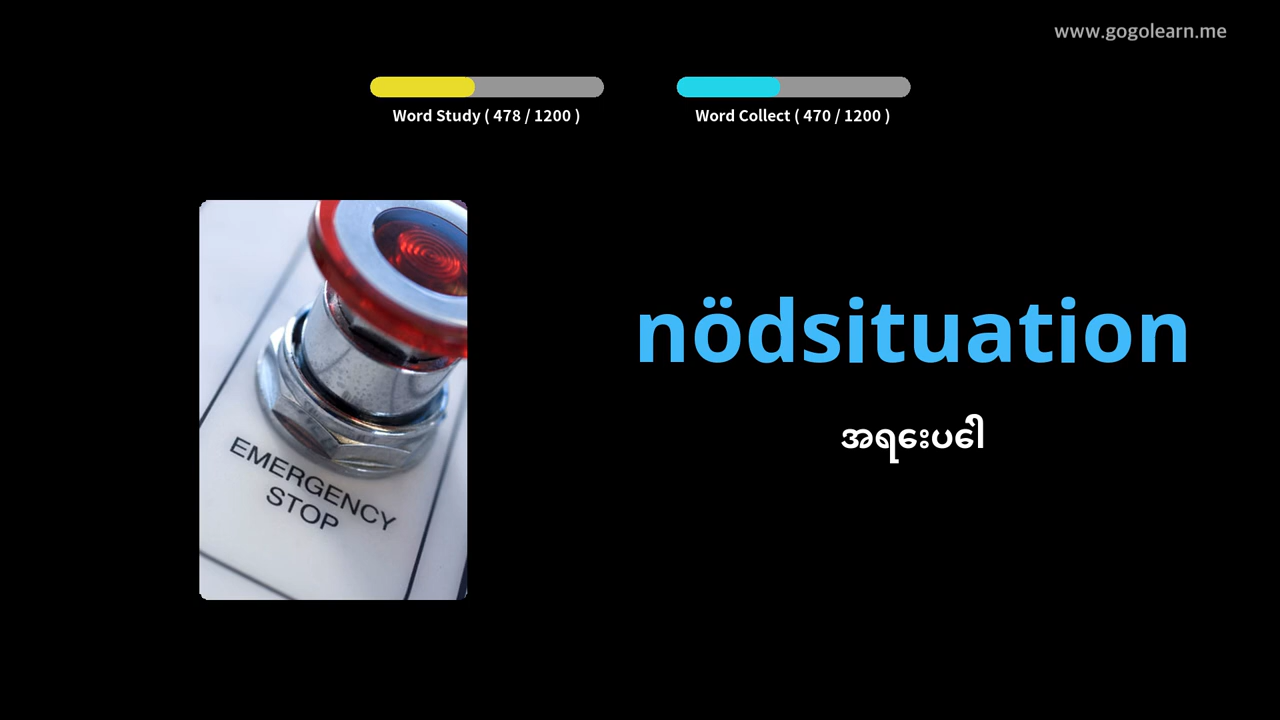 www.gogolearn.me
Word Study ( 478 / 1200 )
Word Collect ( 470 / 1200 )
nödsituation
အရေးပေါ်
EMERGENCY
STOP